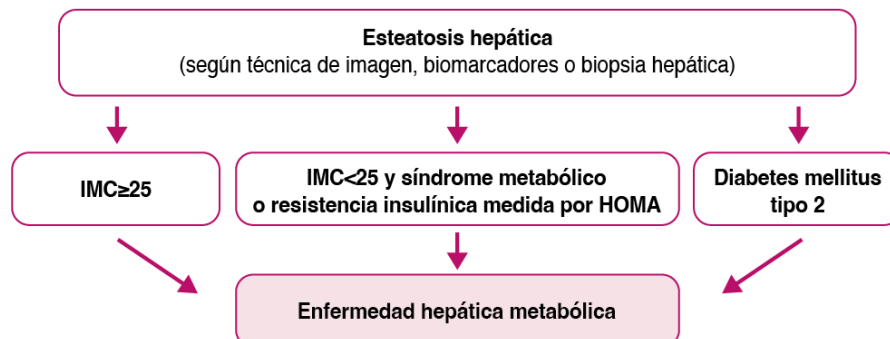 Esteatosis hepática
(según técnica de imagen, biomarcadores o biopsia hepática)
IMC≥25
IMC<25 y síndrome metabólico
o resistencia insulínica medida por HOMA
Diabetes mellitus
tipo 2
Enfermedad hepática metabólica